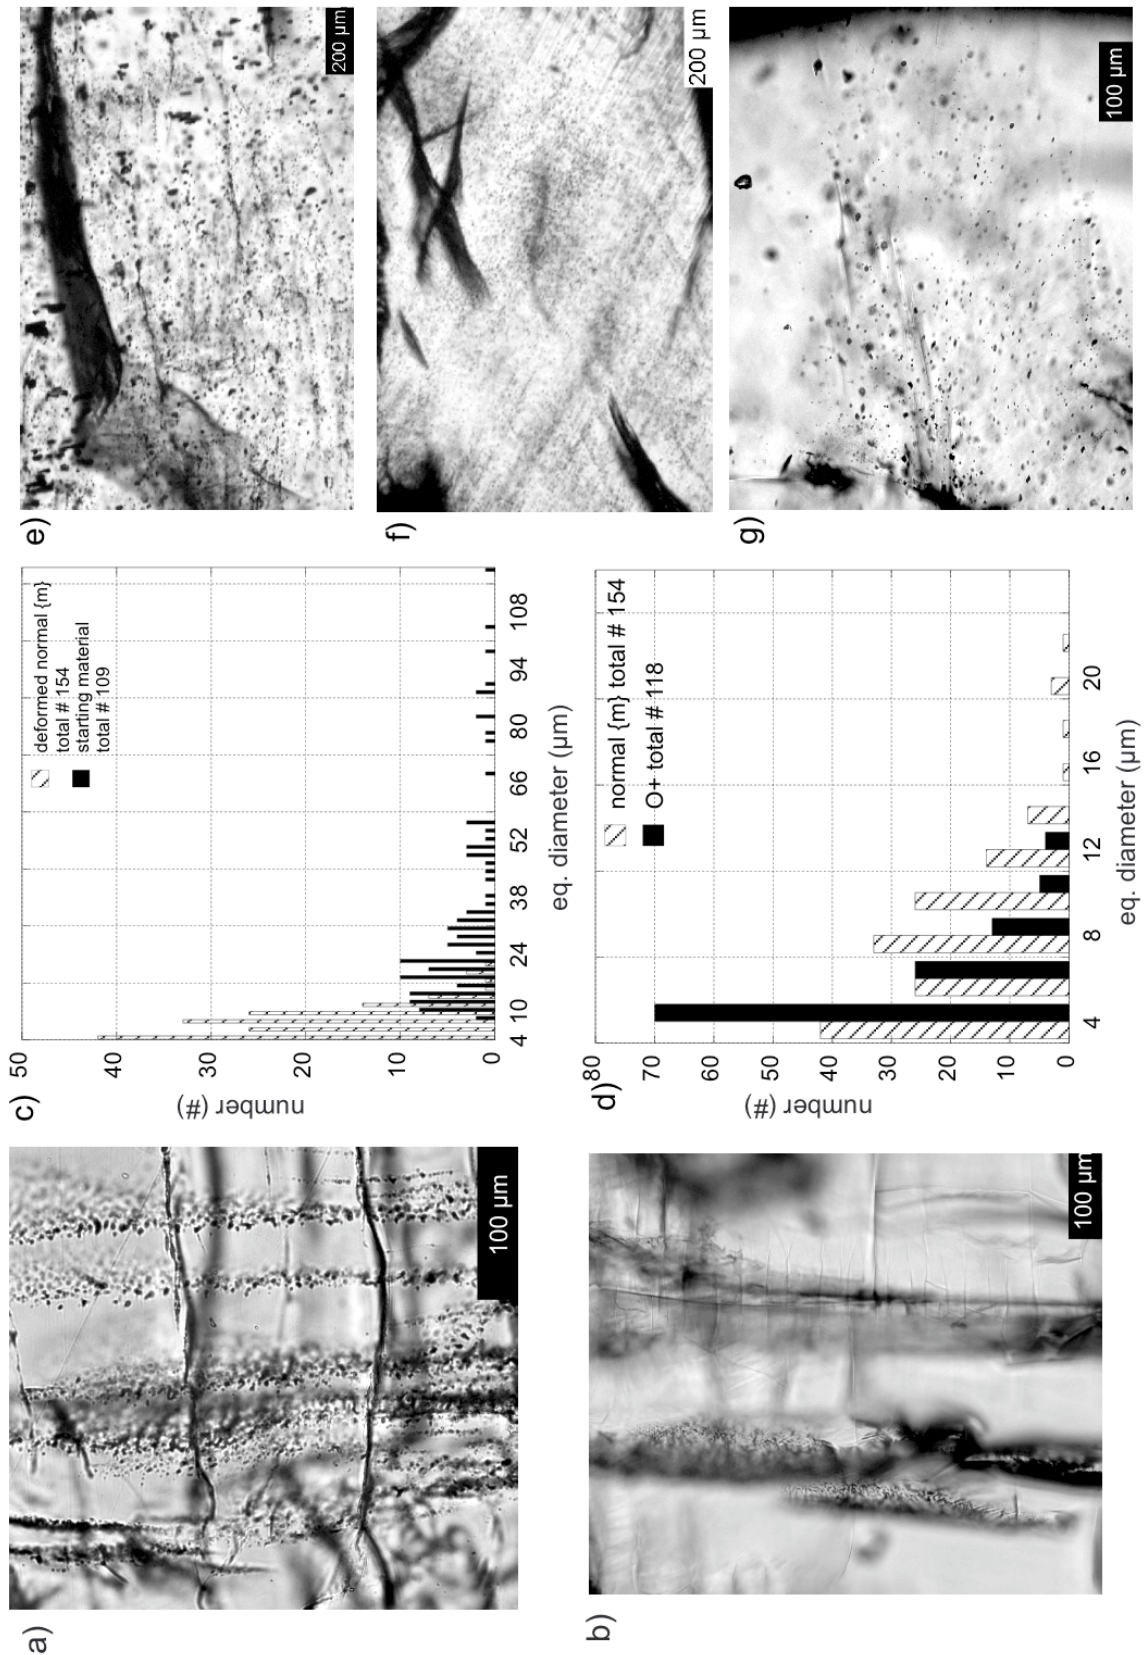 a)
100 µm
b)
100 µm
c)
number (#)
50
40
30
20
10
0
4 10 24 38 52 66 80 94 108
eq. diameter (µm)
deformed normal {m}
total # 154
starting material
total # 109
d)
number (#)
80
70
60
50
40
30
20
10
0
4 8 12 16 20
eq. diameter (µm)
normal {m} total # 154
O+ total # 118
e)
200 µm
f)
200 µm
g)
100 µm